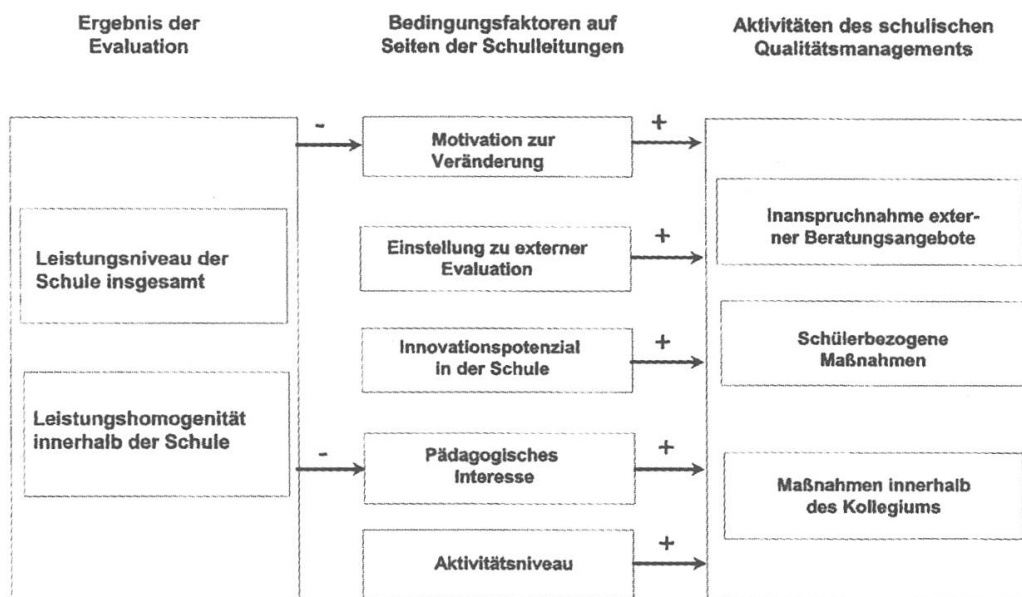 Ergebnis der
Evaluation
Bedingungsfaktoren auf
Seiten der Schulleitungen
Aktivitäten des schulischen
Qualitätsmanagements
-
+
Motivation zur
Veränderung
Leistungsniveau der
Schule insgesamt
Einstellung zu externer
Evaluation
+
Inanspruchnahme exter-
ner Beratungsangebote
Innovationspotenzial
in der Schule
+
Schülerbezogene
Maßnahmen
Leistungshomogenität
innerhalb der Schule
-
Pädagogisches
Interesse
+
Maßnahmen innerhalb
des Kollegiums
Aktivitätsniveau
+